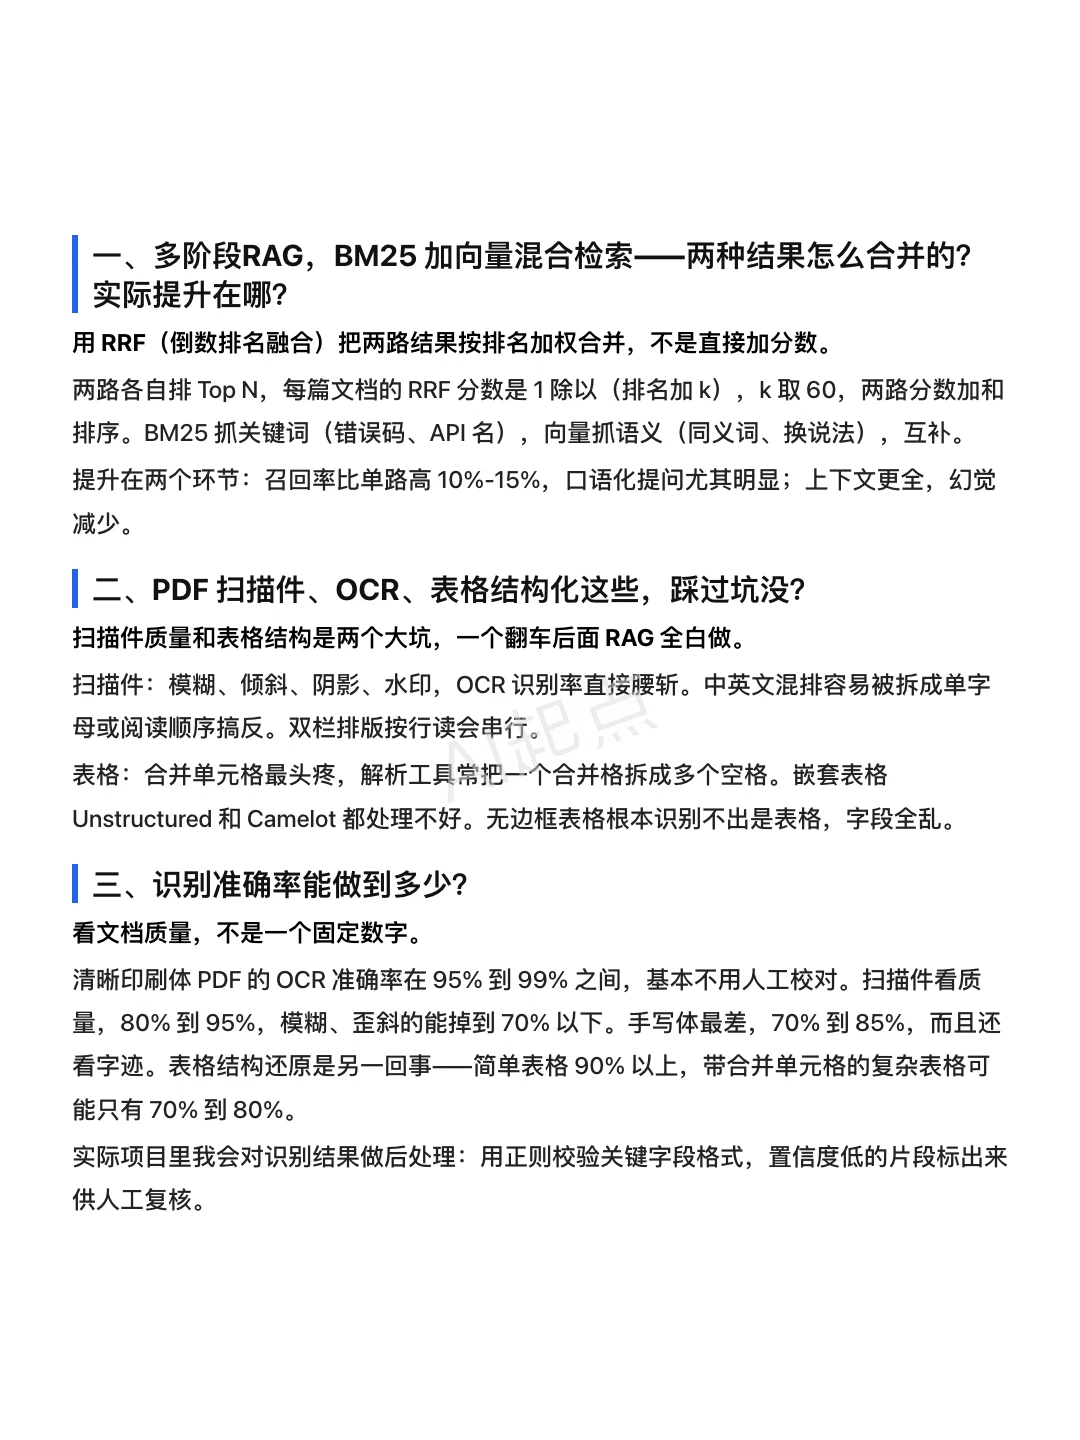 一、多阶段RAG，BM25 加向量混合检索——两种结果怎么合并的？
实际提升在哪？
用 RRF（倒数排名融合）把两路结果按排名加权合并，不是直接加分数。
两路各自排 Top N，每篇文档的 RRF 分数是 1 除以（排名加 k），k 取 60，两路分数加和
排序。BM25 抓关键词（错误码、API 名），向量抓语义（同义词、换说法），互补。
提升在两个环节：召回率比单路高 10%-15%，口语化提问尤其明显；上下文更全，幻觉
减少。
二、PDF 扫描件、OCR、表格结构化这些，踩过坑没？
扫描件质量和表格结构是两个大坑，一个翻车后面 RAG 全白做。
扫描件：模糊、倾斜、阴影、水印，OCR 识别率直接腰斩。中英文混排容易被拆成单字
母或阅读顺序搞反。双栏排版按行读会串行。
AI起点
表格：合并单元格最头疼，解析工具常把一个合并格拆成多个空格。嵌套表格
Unstructured 和 Camelot 都处理不好。无边框表格根本识别不出是表格，字段全乱。
三、识别准确率能做到多少？
看文档质量，不是一个固定数字。
清晰印刷体 PDF 的 OCR 准确率在 95% 到 99% 之间，基本不用人工校对。扫描件看质
量，80% 到 95%，模糊、歪斜的能掉到 70% 以下。手写体最差，70% 到 85%，而且还
看字迹。表格结构还原是另一回事——简单表格 90% 以上，带合并单元格的复杂表格可
能只有 70% 到 80%。
实际项目里我会对识别结果做后处理：用正则校验关键字段格式，置信度低的片段标出来
供人工复核。